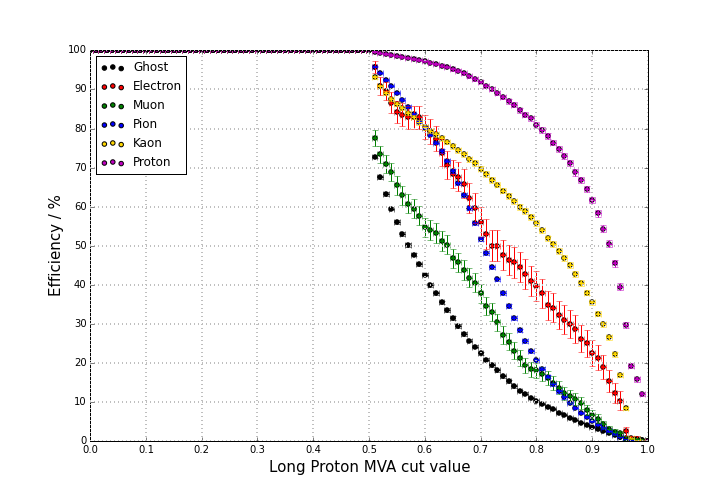 100
90
80
70
60
50
40
30
20
10
0
Efficiency / %
Ghost
Electron
Muon
Pion
Kaon
Proton
0.0 0.1 0.2 0.3 0.4 0.5 0.6 0.7 0.8 0.9 1.0
Long Proton MVA cut value